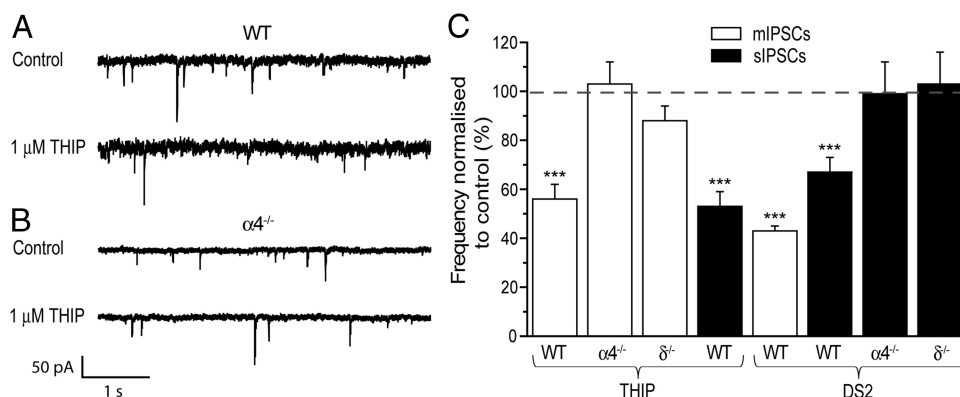 A
WT
Control
1 μM THIP
B
α4-/-
Control
1 μM THIP
50 pA
1 s
C
mIPSCs
sIPSCs
Frequency normalised
to control (%)
120
100
80
60
40
20
0
***
***
***
***
WT α4-/- δ-/- WT WT WT α4-/- δ-/-
THIP DS2